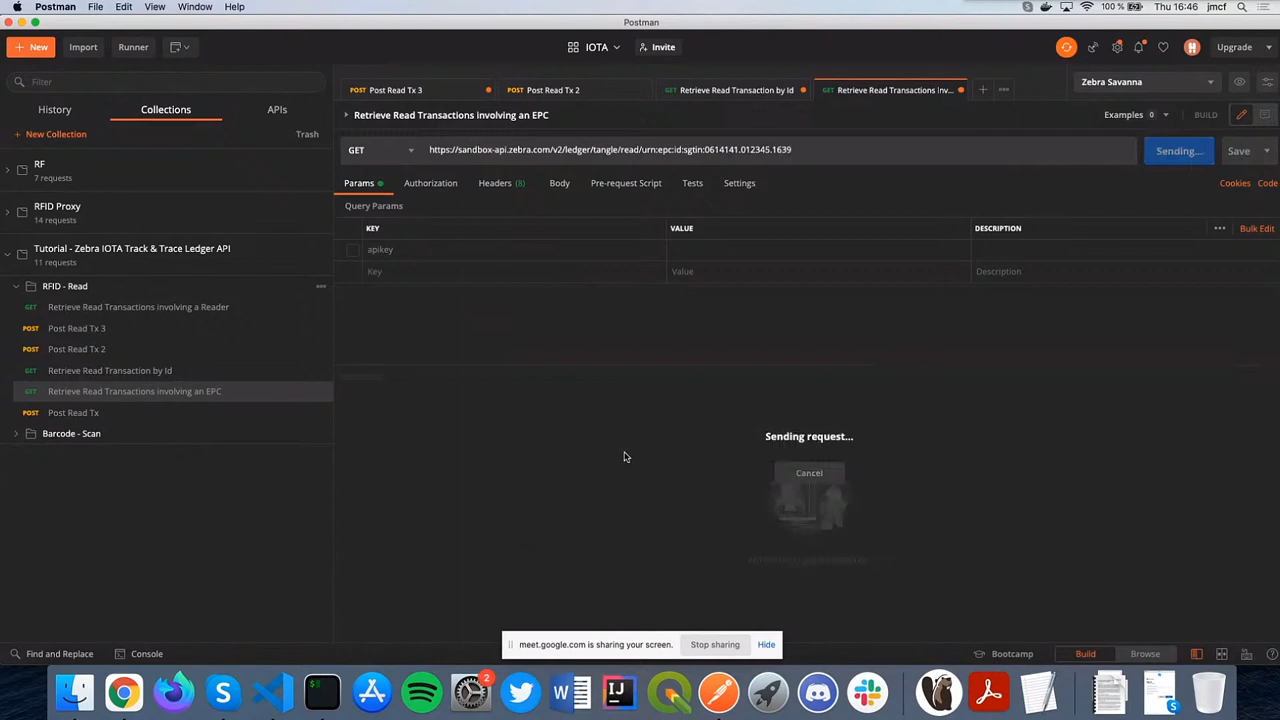 Postman File Edit View Window Help 100 % Thu 16:46 jmcf
Postman
New Import Runner IOTA Invite Upgrade
Filter
History Collections APIs
New Collection Trash
RF
7 requests
RFID Proxy
14 requests
Tutorial - Zebra IOTA Track & Trace Ledger API
11 requests
RFID - Read
GET Retrieve Read Transactions involving a Reader
POST Post Read Tx 3
POST Post Read Tx 2
GET Retrieve Read Transaction by Id
GET Retrieve Read Transactions involving an EPC
POST Post Read Tx
Barcode - Scan
POST Post Read Tx 3 POST Post Read Tx 2 GET Retrieve Read Transaction by Id GET Retrieve Read Transactions inv... Zebra Savanna
Retrieve Read Transactions involving an EPC Examples 0 BUILD
GET https://sandbox-api.zebra.com/v2/ledger/tangle/read/urn:epc:id:sgtin:0614141.012345.1639 Sending... Save
Params Authorization Headers (8) Body Pre-request Script Tests Settings Cookies Code
Query Params
KEY VALUE DESCRIPTION Bulk Edit
apikey
Key Value Description
Sending request...
Cancel
meet.google.com is sharing your screen. Stop sharing Hide
Find and Replace Console Bootcamp Build Browse
2